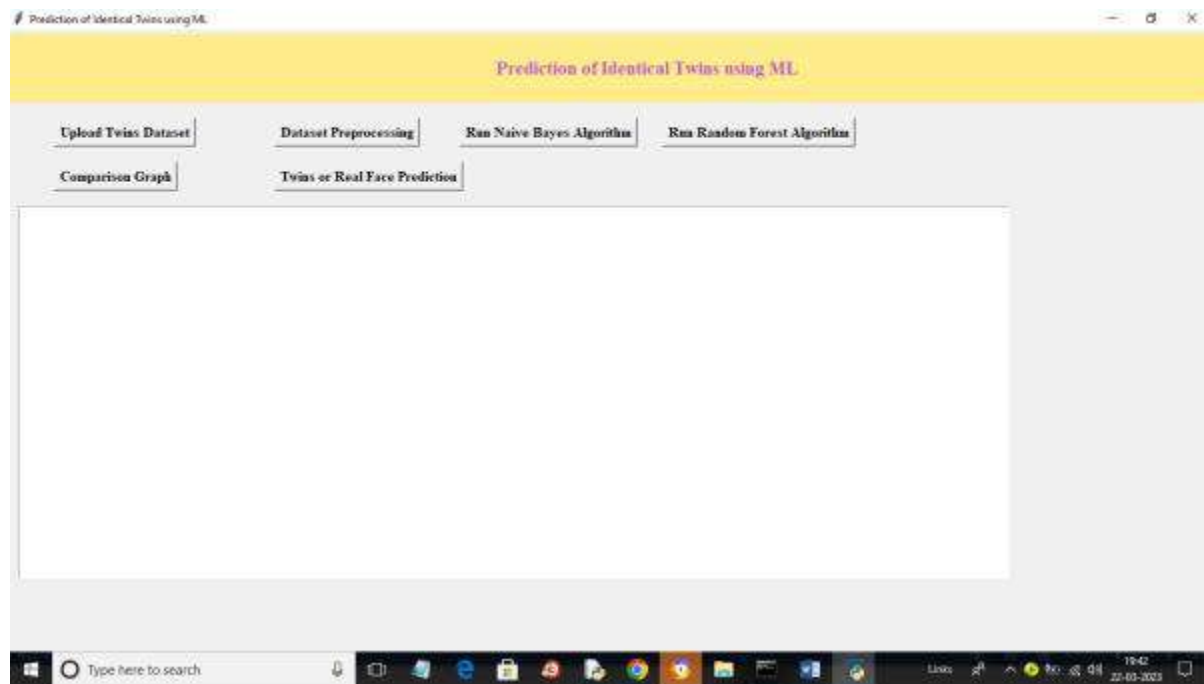 Prediction of Identical Twins using ML
Prediction of Identical Twins using ML
Upload Twins Dataset Dataset Preprocessing Run Naive Bayes Algorithm Run Random Forest Algorithm
Comparison Graph Twins or Real Face Prediction
Type here to search Links 19:42
22-03-2023